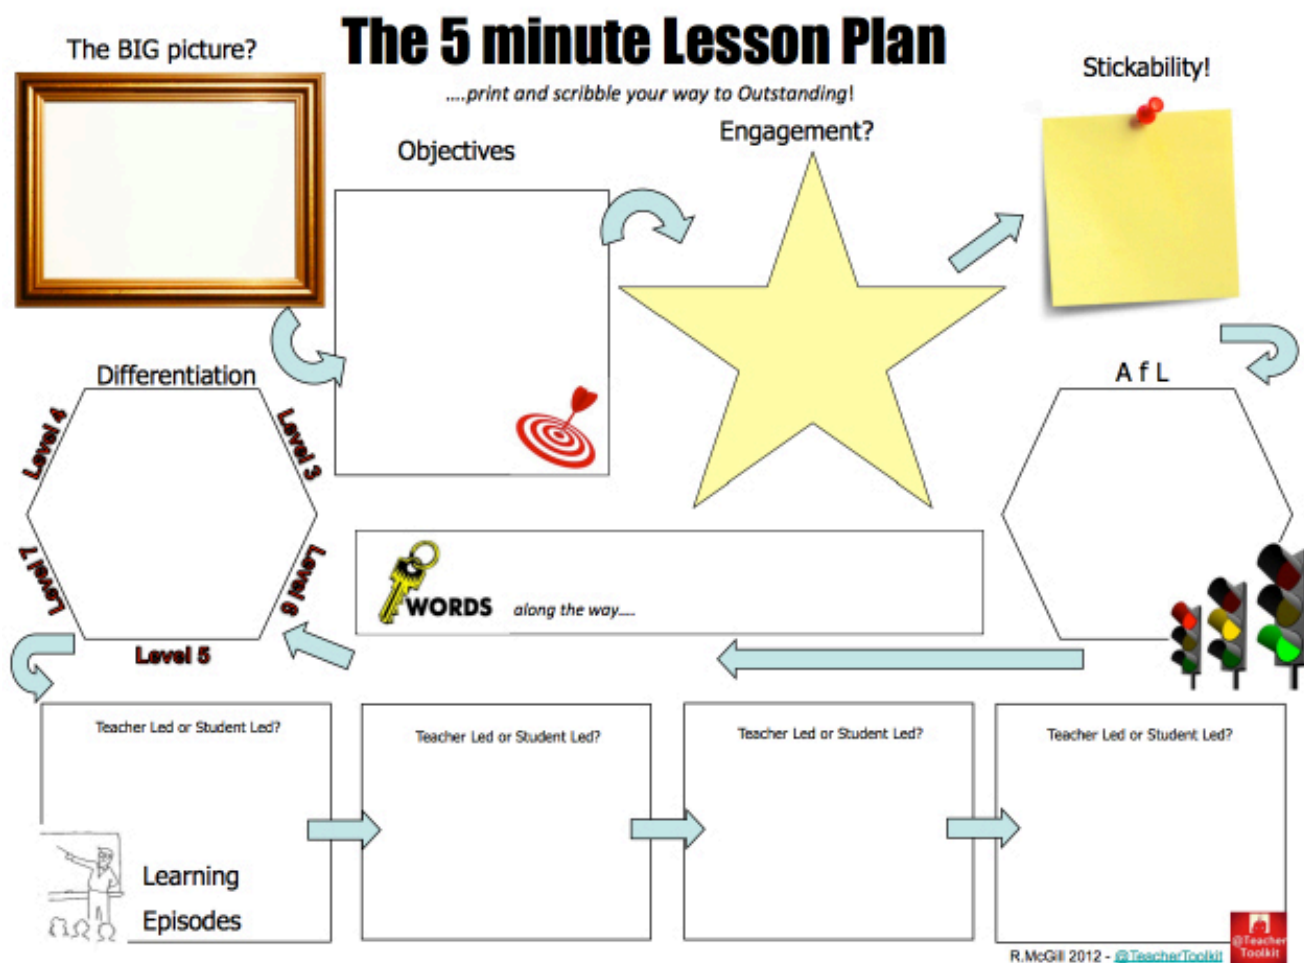 The 5 minute Lesson Plan
....print and scribble your way to Outstanding!
The BIG picture?
Objectives
Engagement?
Stickability!
A f L
WORDS along the way....
Differentiation
Level 4
Level 3
Level 7
Level 6
Level 5
Teacher Led or Student Led?
Learning
Episodes
Teacher Led or Student Led?
Teacher Led or Student Led?
Teacher Led or Student Led?
@Teacher
Toolkit
R.McGill 2012 - @TeacherToolkit